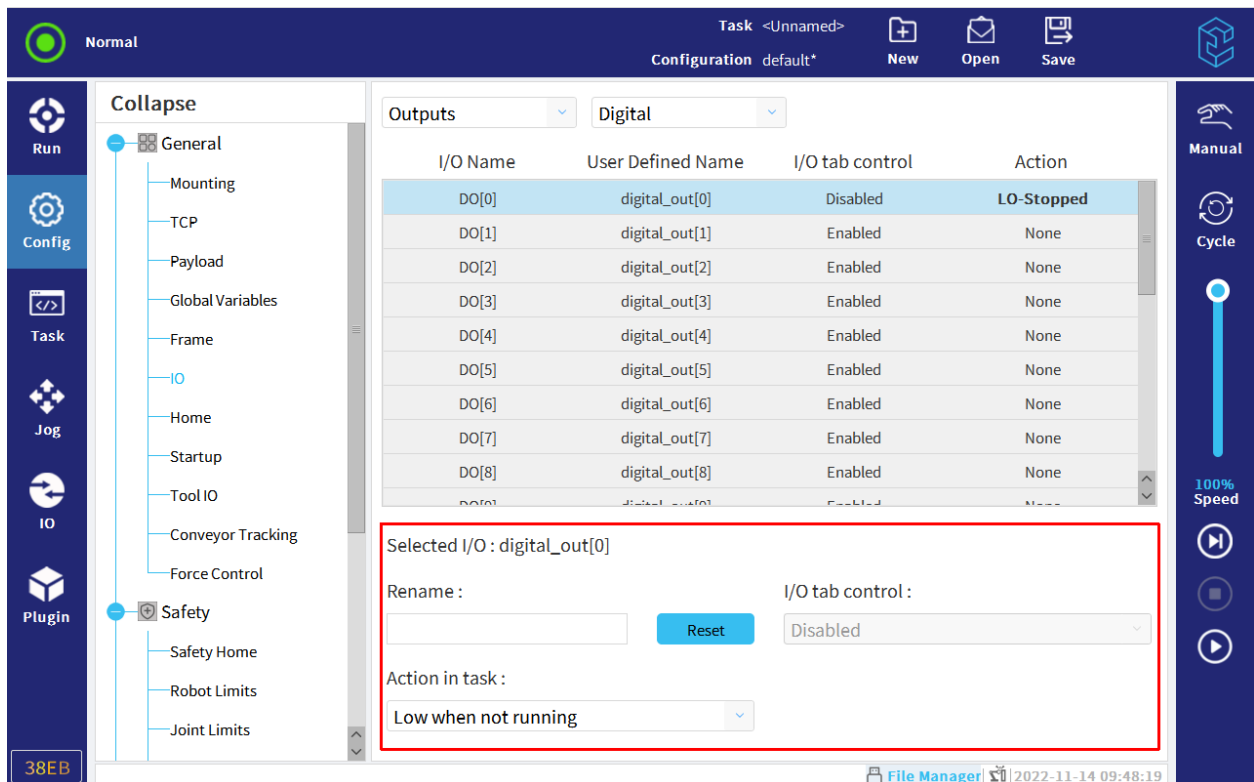 Normal
Task <Unnamed>
Configuration default*
New
Open
Save
Run
Config
Task
Jog
IO
Plugin
38EB
Collapse
General
Mounting
TCP
Payload
Global Variables
Frame
IO
Home
Startup
Tool IO
Conveyor Tracking
Force Control
Safety
Safety Home
Robot Limits
Joint Limits
Outputs Digital
I/O Name User Defined Name I/O tab control Action
DO[0] digital_out[0] Disabled LO-Stopped
DO[1] digital_out[1] Enabled None
DO[2] digital_out[2] Enabled None
DO[3] digital_out[3] Enabled None
DO[4] digital_out[4] Enabled None
DO[5] digital_out[5] Enabled None
DO[6] digital_out[6] Enabled None
DO[7] digital_out[7] Enabled None
DO[8] digital_out[8] Enabled None
DO[9] digital_out[9] Enabled None
Selected I/O : digital_out[0]
Rename :
Reset
I/O tab control :
Disabled
Action in task :
Low when not running
File Manager 2022-11-14 09:48:19
Manual
Cycle
100%
Speed